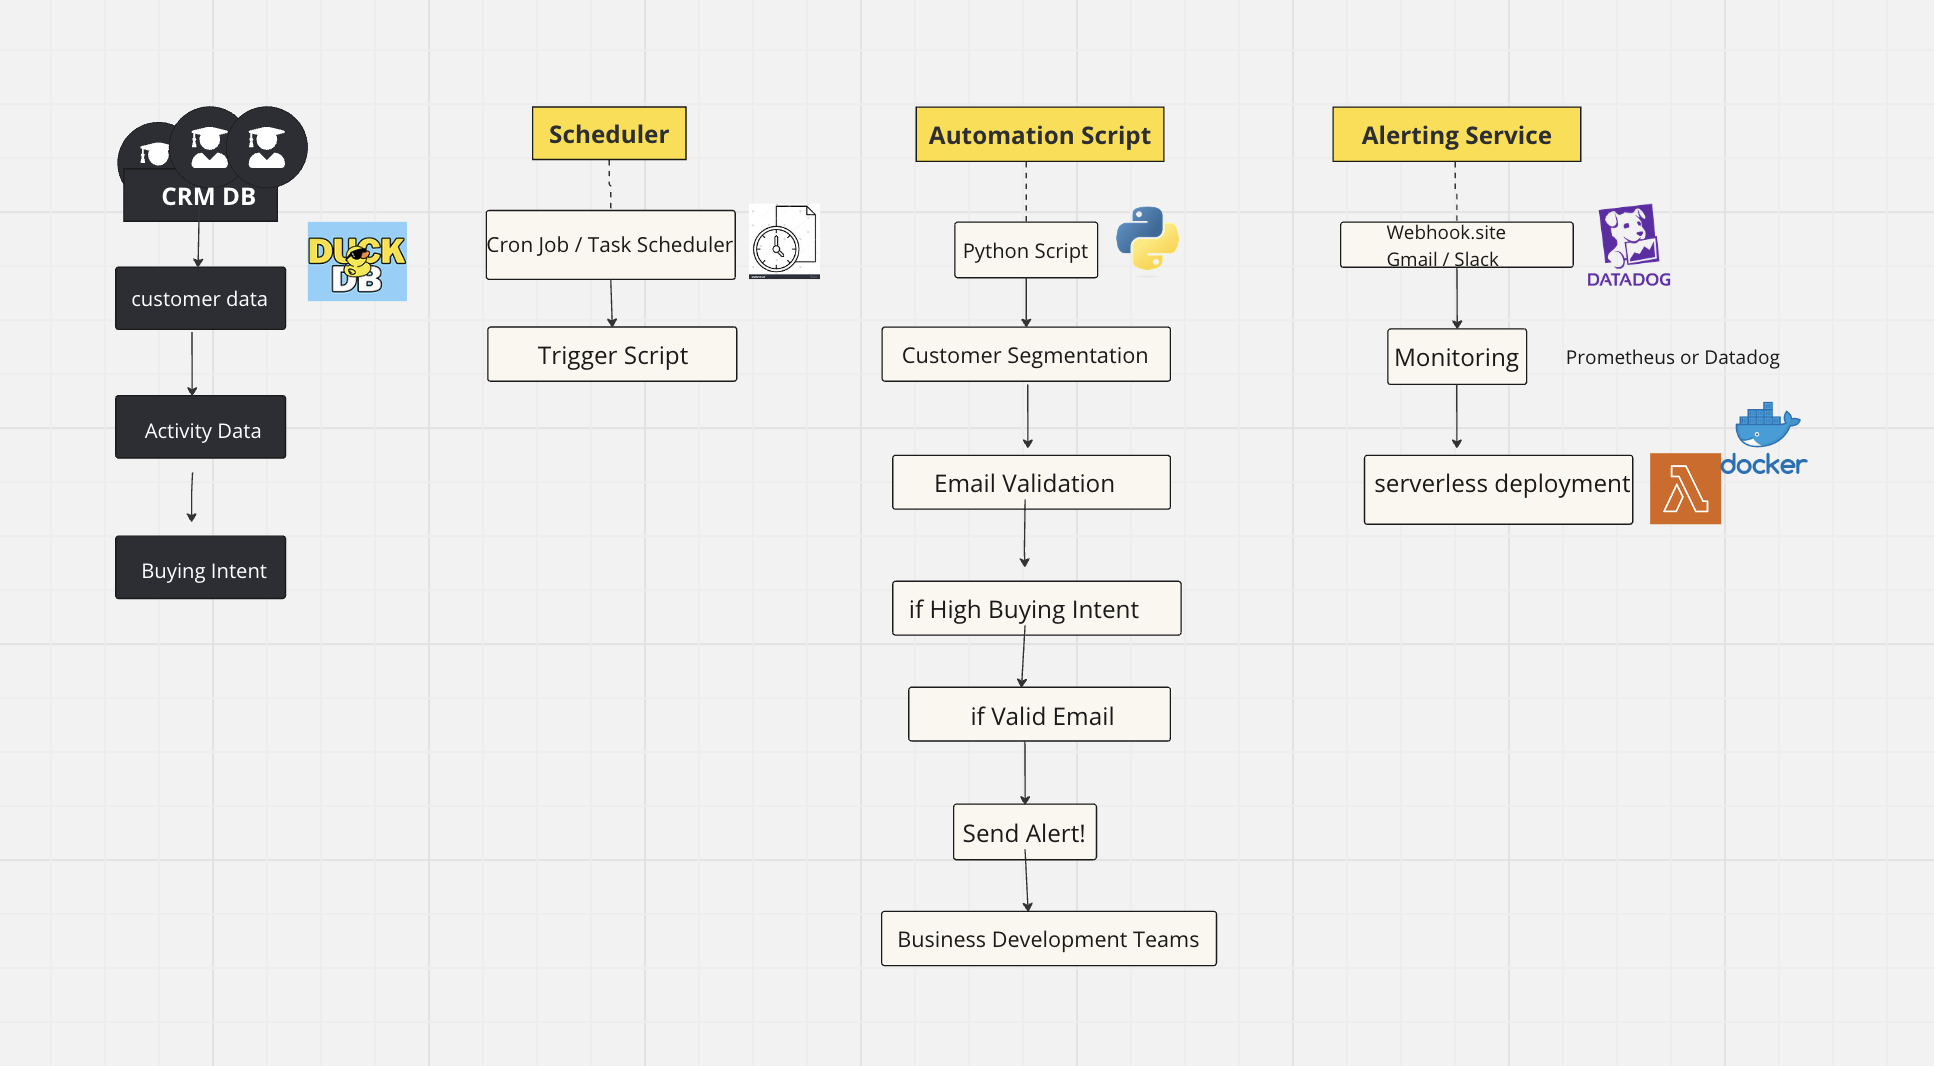 CRM DB
customer data
Activity Data
Buying Intent
DUCK
DB
Scheduler
Cron Job / Task Scheduler
Trigger Script
Automation Script
Python Script
Customer Segmentation
Email Validation
if High Buying Intent
if Valid Email
Send Alert!
Business Development Teams
Alerting Service
Webhook.site
Gmail / Slack
DATADOG
Monitoring
Prometheus or Datadog
serverless deployment
docker